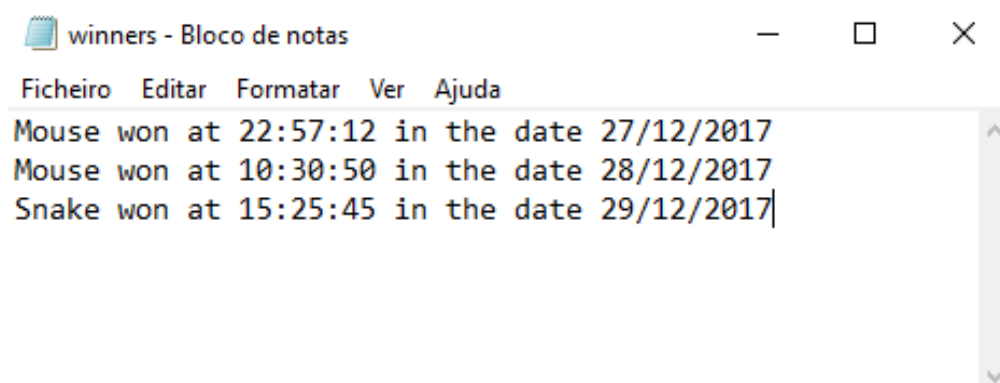 winners - Bloco de notas
Ficheiro Editar Formatar Ver Ajuda
Mouse won at 22:57:12 in the date 27/12/2017
Mouse won at 10:30:50 in the date 28/12/2017
Snake won at 15:25:45 in the date 29/12/2017